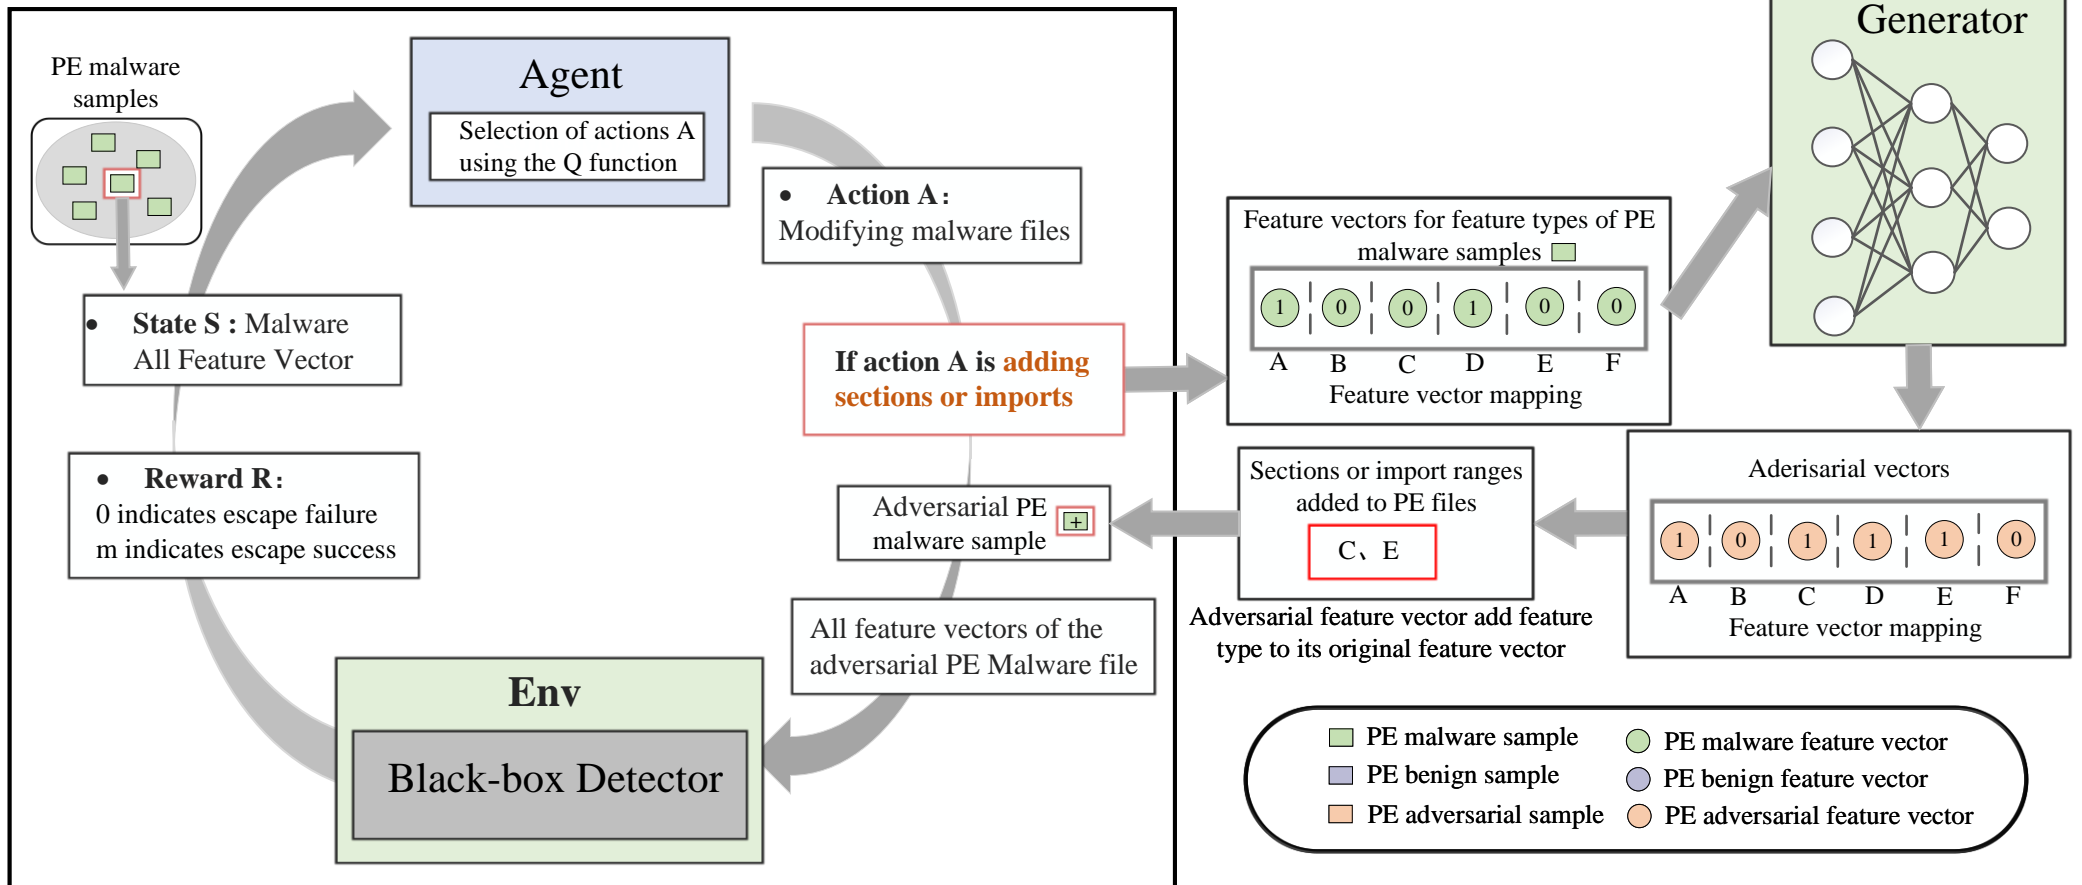 PE malware
samples
Agent
Selection of actions A
using the Q function
• Action A:
Modifying malware files
• State S : Malware
All Feature Vector
If action A is adding
sections or imports
• Reward R:
0 indicates escape failure
m indicates escape success
Adversarial PE
malware sample
+
All feature vectors of the
adversarial PE Malware file
Env
Black-box Detector
Feature vectors for feature types of PE
malware samples
1 0 0 1 0 0
A B C D E F
Feature vector mapping
Generator
Aderisarial vectors
1 0 1 1 1 0
A B C D E F
Feature vector mapping
Sections or import ranges
added to PE files
C、E
Adversarial feature vector add feature
type to its original feature vector
PE malware sample
PE benign sample
PE adversarial sample
PE malware feature vector
PE benign feature vector
PE adversarial feature vector